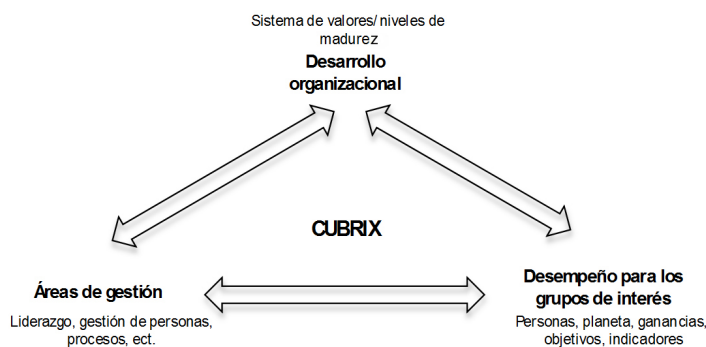 Sistema de valores/ niveles de
madurez
Desarrollo
organizacional
CUBRIX
Áreas de gestión
Liderazgo, gestión de personas,
procesos, ect.
Desempeño para los
grupos de interés
Personas, planeta, ganancias,
objetivos, indicadores